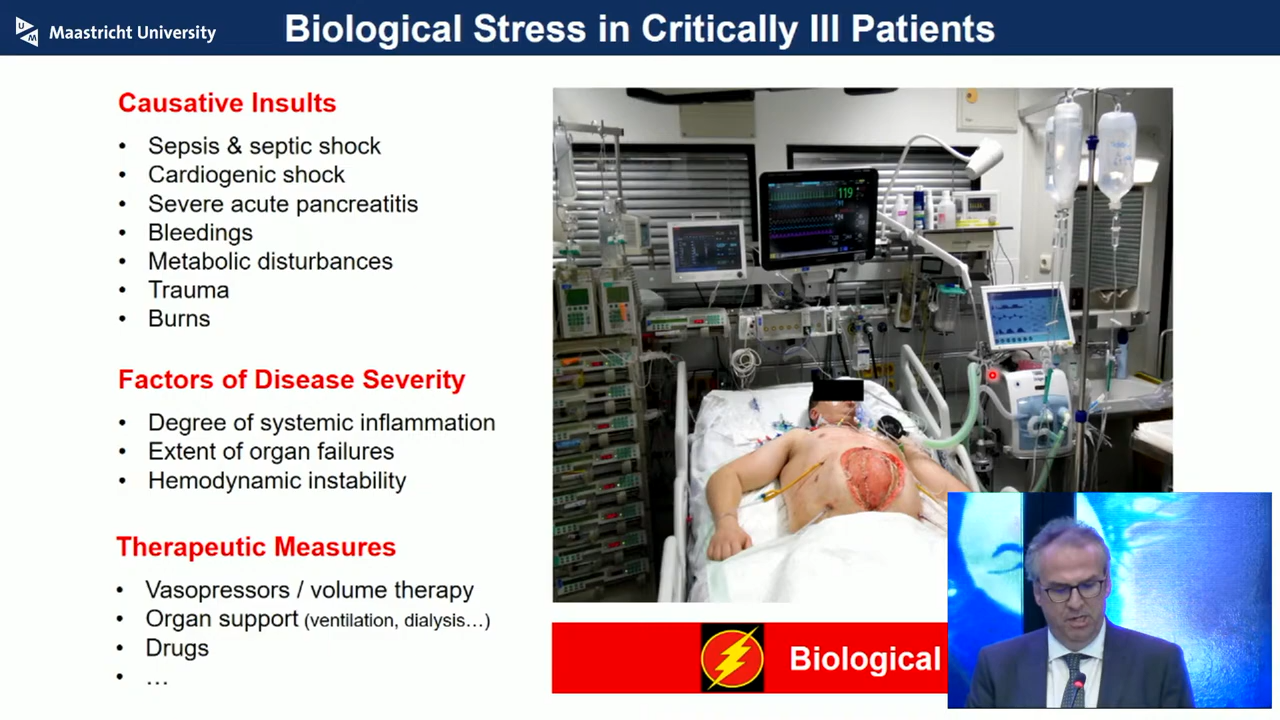 UM Maastricht University
Biological Stress in Critically Ill Patients
Causative Insults
• Sepsis & septic shock
• Cardiogenic shock
• Severe acute pancreatitis
• Bleedings
• Metabolic disturbances
• Trauma
• Burns
Factors of Disease Severity
• Degree of systemic inflammation
• Extent of organ failures
• Hemodynamic instability
Therapeutic Measures
• Vasopressors / volume therapy
• Organ support (ventilation, dialysis…)
• Drugs
• …
119
Biological